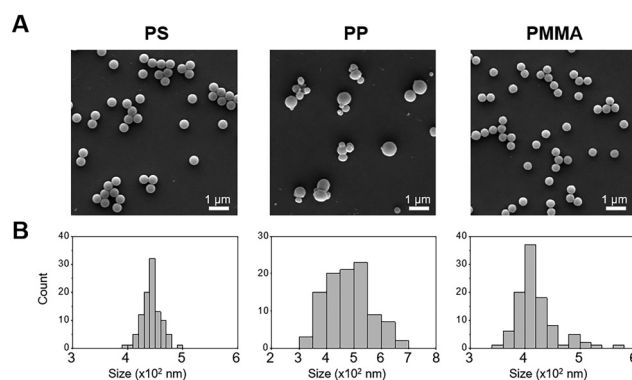 A
PS PP PMMA
1 µm 1 µm 1 µm
B
40 30 40
30
20 20
20
10 10
10
0 0 0
Count
3 4 5 6 2 3 4 5 6 7 8 3 4 5 6
Size (x10² nm) Size (x10² nm) Size (x10² nm)